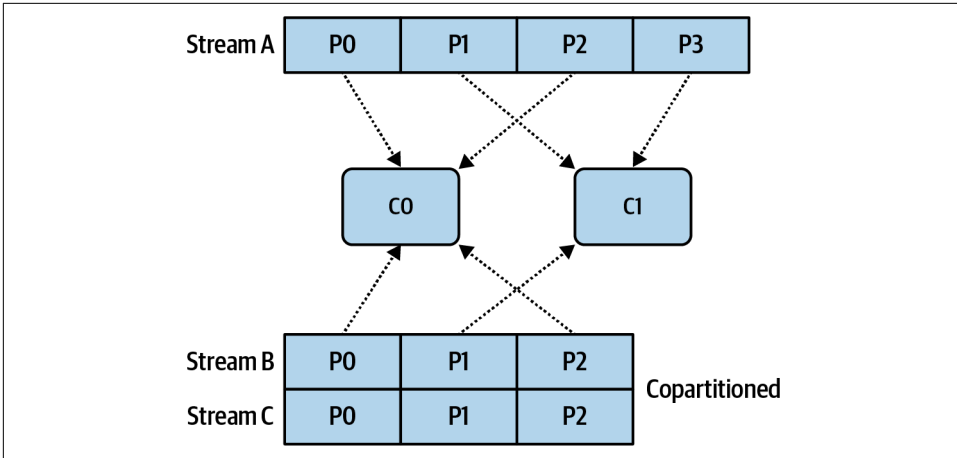 Stream A P0 P1 P2 P3
C0 C1
Stream B P0 P1 P2
Copartitioned
Stream C P0 P1 P2